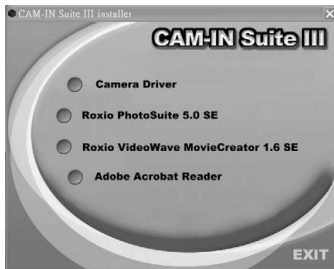 CAM-IN Suite III installer
CAM-IN Suite III
Camera Driver
Roxio PhotoSuite 5.0 SE
Roxio VideoWave MovieCreator 1.6 SE
Adobe Acrobat Reader
EXIT